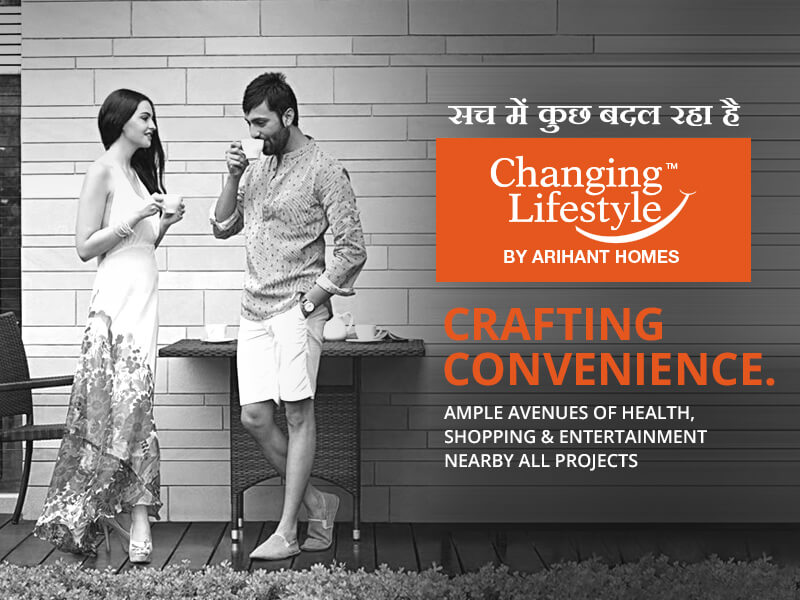 सच में कुछ बदल रहा है
Changing™
Lifestyle
BY ARIHANT HOMES
CRAFTING
CONVENIENCE.
AMPLE AVENUES OF HEALTH,
SHOPPING & ENTERTAINMENT
NEARBY ALL PROJECTS